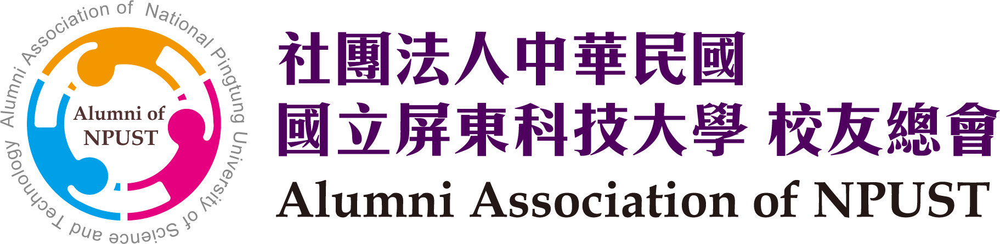 Alumni Association of National Pingtung University of Science and Technology
Alumni of
NPUST
社團法人中華民國
國立屏東科技大學 校友總會
Alumni Association of NPUST